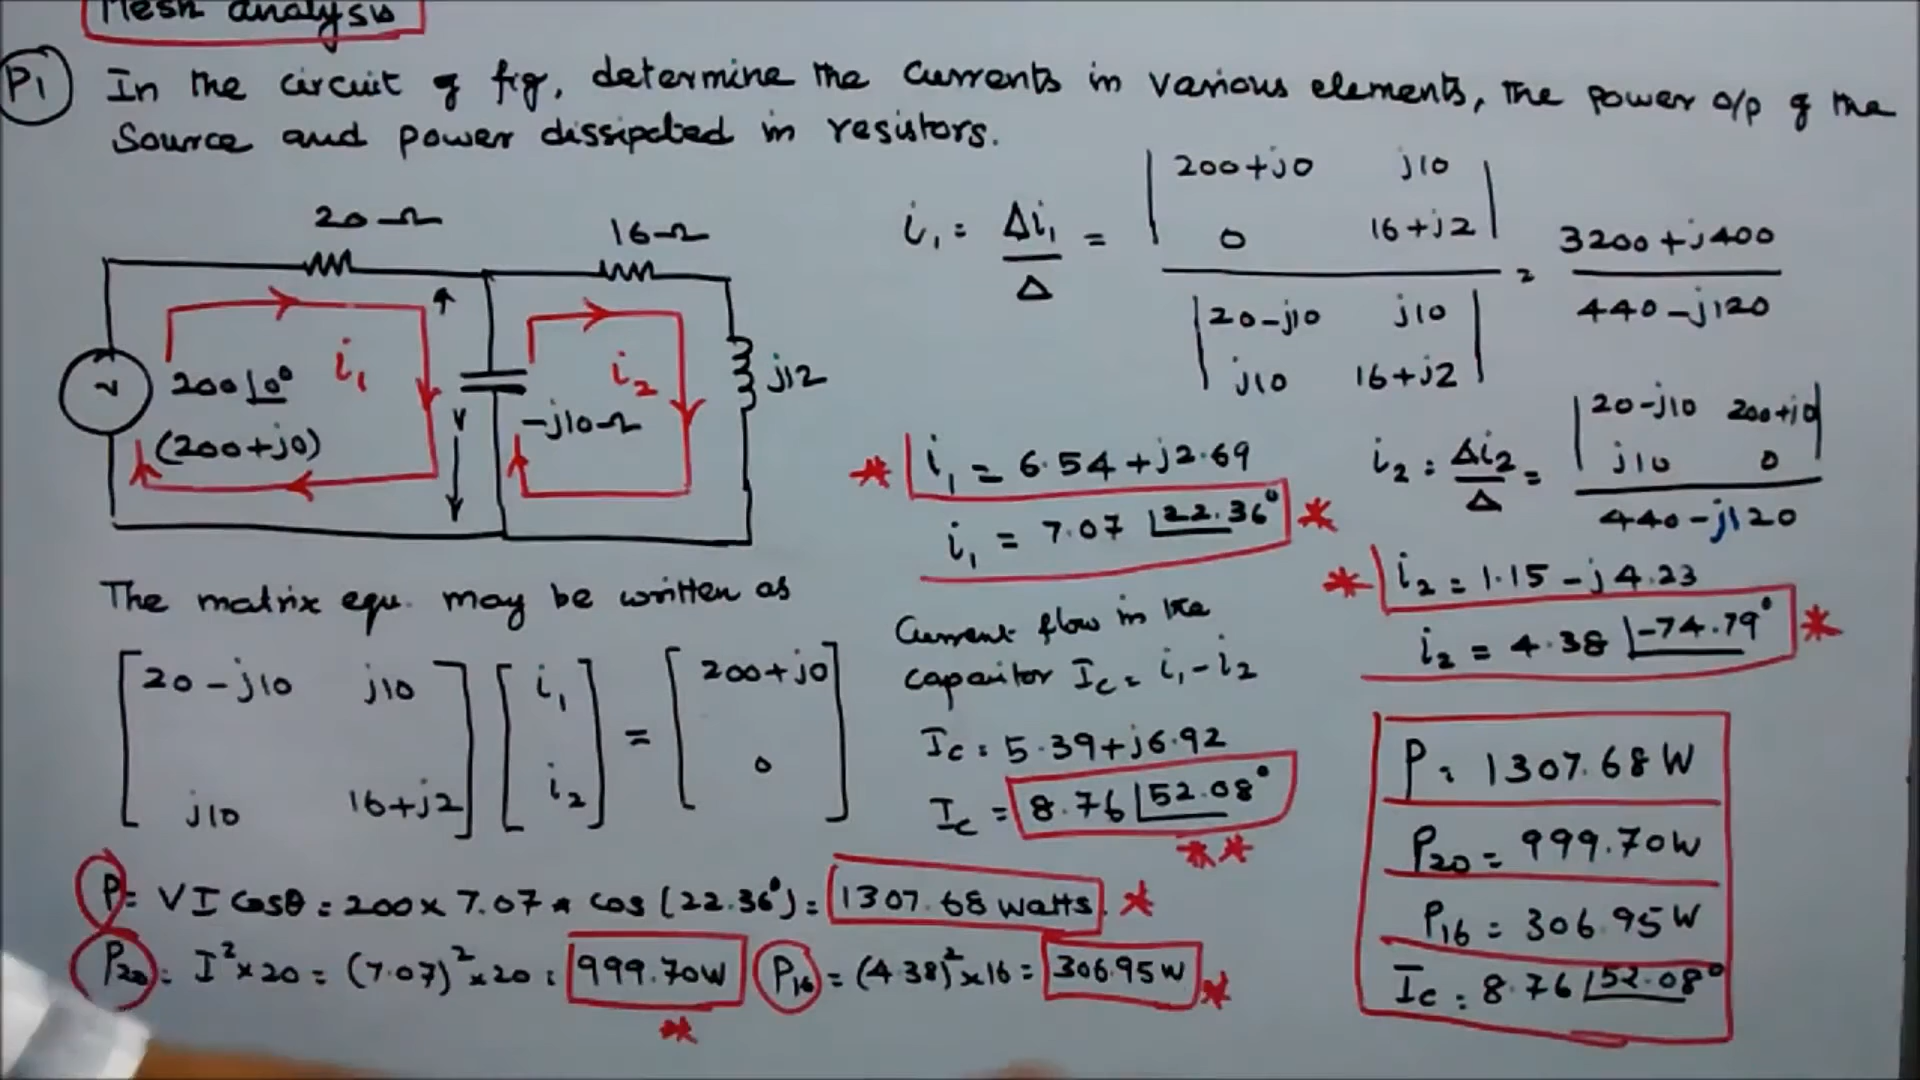 Mesh analysis
P1 In the circuit of fig, determine the currents in various elements, the power o/p of the
Source and power dissipated in resistors.
20 Ω
16 Ω
200∠0°
(200+j0)
i₁
V
-j10 Ω
i₂
j12
The matrix equ. may be written as
[20-j10 j10] [i₁] = [200+j0]
[j10 16+j2] [i₂] [0]
i₁ = Δi₁/Δ = |200+j0 j10; 0 16+j2| / |20-j10 j10; j10 16+j2| = 3200+j400 / 440-j120
i₁ = 6.54+j2.69
i₁ = 7.07 ∠22.36°
i₂ = Δi₂/Δ = |20-j10 200+j0; j10 0| / 440-j120
i₂ = 1.15-j4.23
i₂ = 4.38 ∠-74.79°
Current flow in the
capacitor Ic = i₁-i₂
Ic = 5.39+j6.92
Ic = 8.76 ∠52.08°
P = VI cosθ = 200 × 7.07 * cos(22.36°) = 1307.68 watts.
P20 = I²×20 = (7.07)²×20 = 999.70W
P16 = (4.38)²×16 = 306.95W
P = 1307.68W
P20 = 999.70W
P16 = 306.95W
Ic = 8.76 ∠52.08°